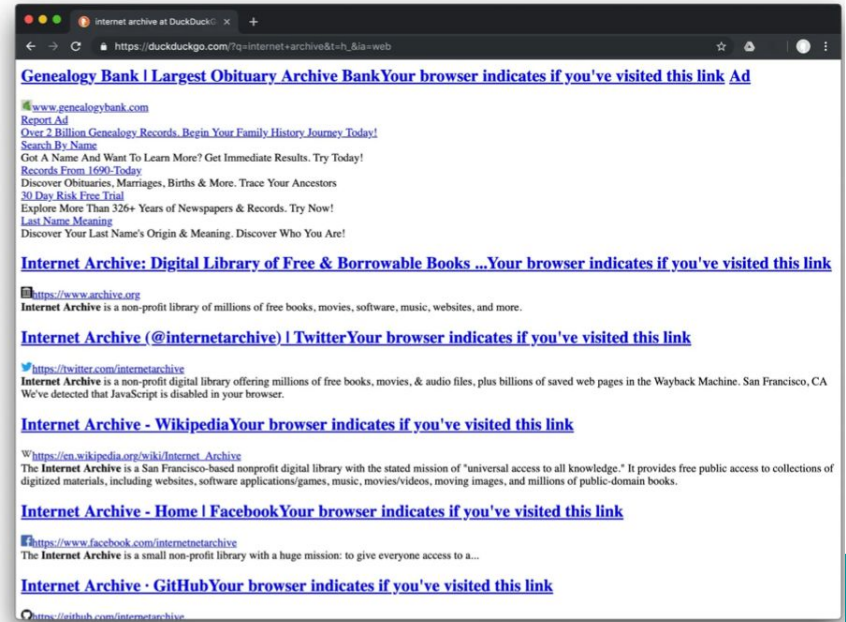 internet archive at DuckDuckG
https://duckduckgo.com/?q=internet+archive&t=h_&ia=web
Genealogy Bank | Largest Obituary Archive BankYour browser indicates if you've visited this link Ad
www.genealogybank.com
Report Ad
Over 2 Billion Genealogy Records. Begin Your Family History Journey Today!
Search By Name
Got A Name And Want To Learn More? Get Immediate Results. Try Today!
Records From 1690-Today
Discover Obituaries, Marriages, Births & More. Trace Your Ancestors
30 Day Risk Free Trial
Explore More Than 326+ Years of Newspapers & Records. Try Now!
Last Name Meaning
Discover Your Last Name's Origin & Meaning. Discover Who You Are!
Internet Archive: Digital Library of Free & Borrowable Books ...Your browser indicates if you've visited this link
https://www.archive.org
Internet Archive is a non-profit library of millions of free books, movies, software, music, websites, and more.
Internet Archive (@internetarchive) | TwitterYour browser indicates if you've visited this link
https://twitter.com/internetarchive
Internet Archive is a non-profit digital library offering millions of free books, movies, & audio files, plus billions of saved web pages in the Wayback Machine. San Francisco, CA
We've detected that JavaScript is disabled in your browser.
Internet Archive - WikipediaYour browser indicates if you've visited this link
W https://en.wikipedia.org/wiki/Internet_Archive
The Internet Archive is a San Francisco-based nonprofit digital library with the stated mission of "universal access to all knowledge." It provides free public access to collections of
digitized materials, including websites, software applications/games, music, movies/videos, moving images, and millions of public-domain books.
Internet Archive - Home | FacebookYour browser indicates if you've visited this link
https://www.facebook.com/internetnetarchive
The Internet Archive is a small non-profit library with a huge mission: to give everyone access to a...
Internet Archive · GitHubYour browser indicates if you've visited this link
https://github.com/internetarchive